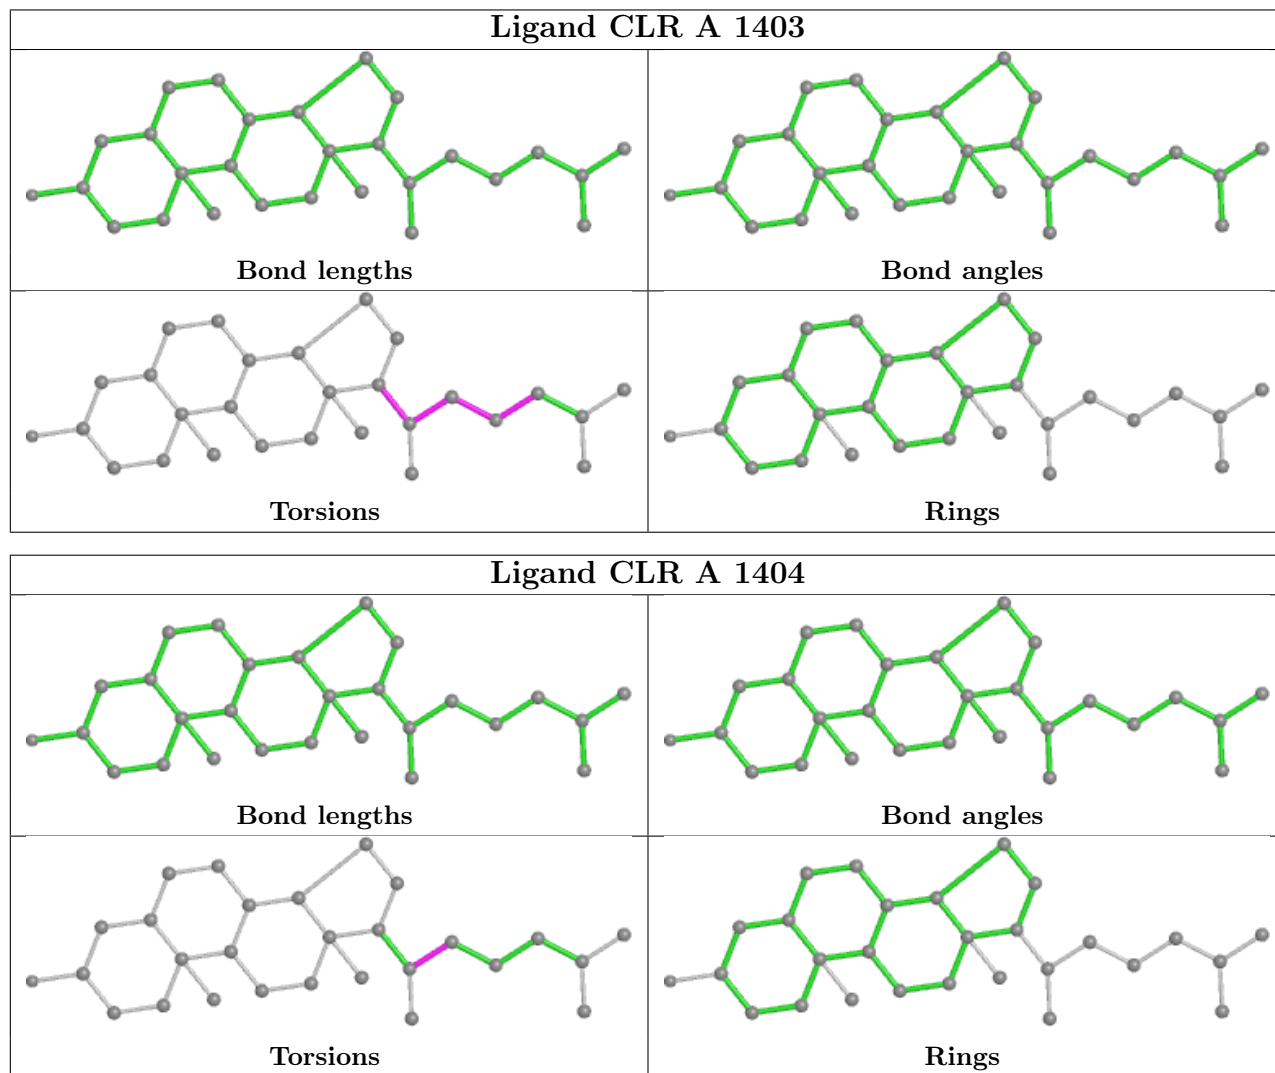 Ligand CLR A 1403
Bond lengths
Bond angles
Torsions
Rings
Ligand CLR A 1404
Bond lengths
Bond angles
Torsions
Rings